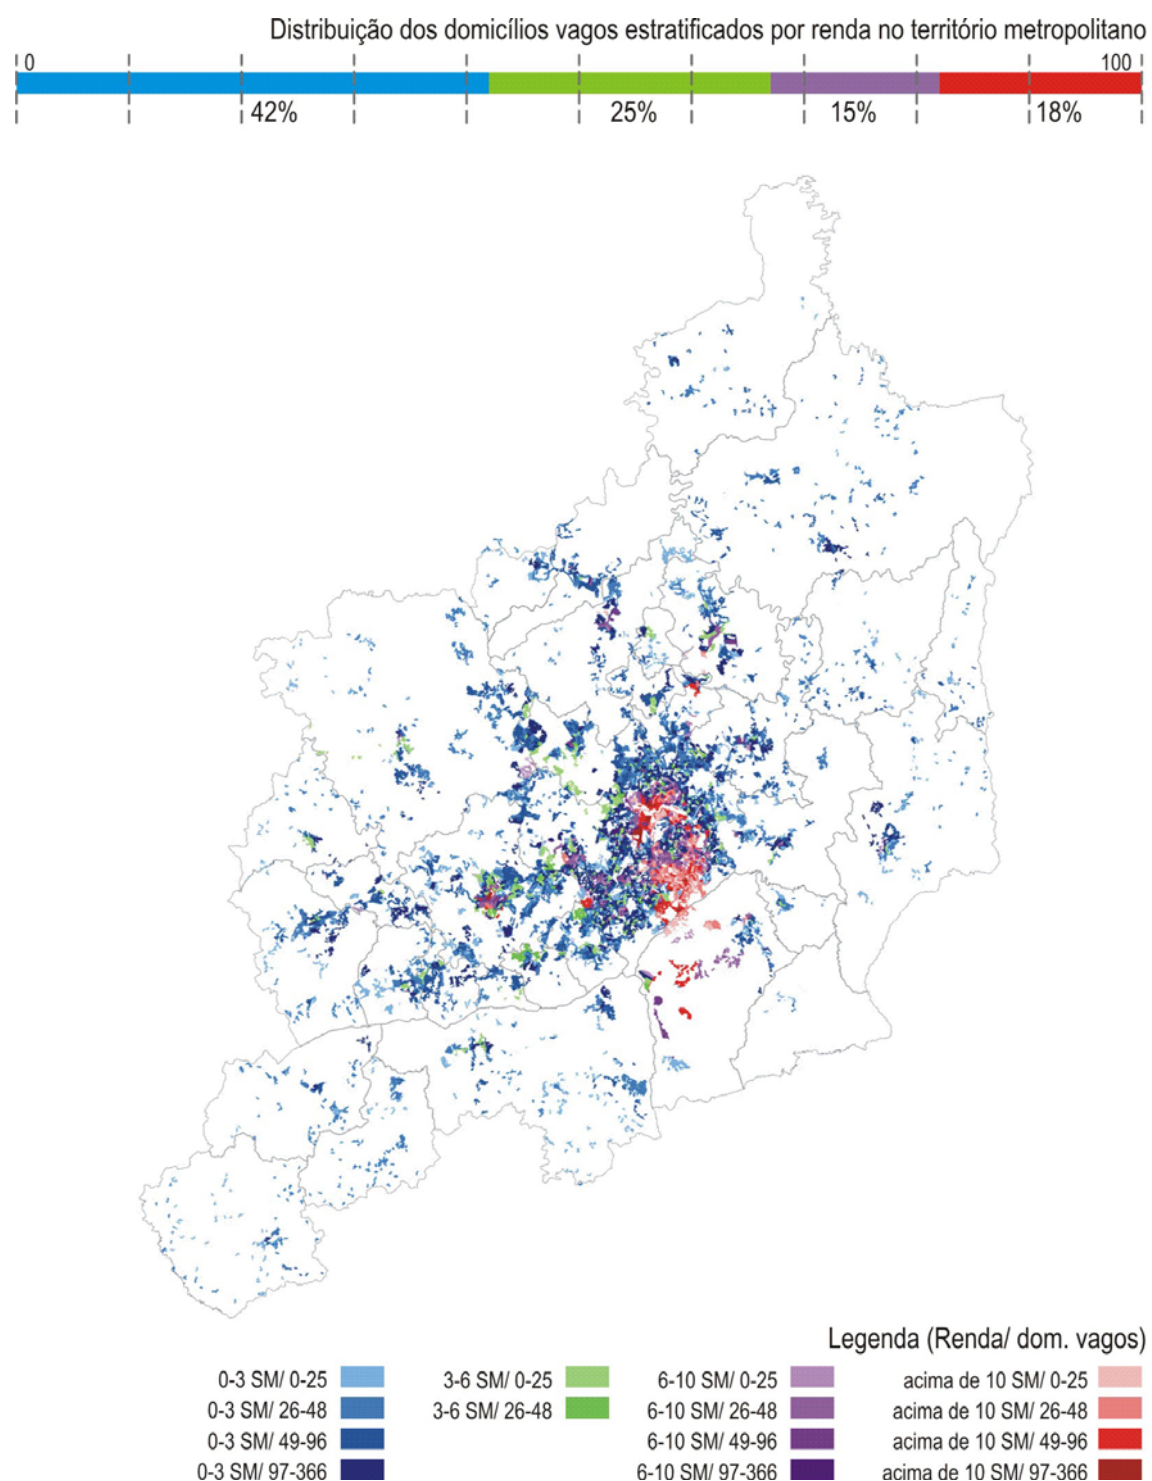 Distribuição dos domicílios vagos estratificados por renda no território metropolitano
0 100
42% 25% 15% 18%
Legenda (Renda/ dom. vagos)
0-3 SM/ 0-25 3-6 SM/ 0-25 6-10 SM/ 0-25 acima de 10 SM/ 0-25
0-3 SM/ 26-48 3-6 SM/ 26-48 6-10 SM/ 26-48 acima de 10 SM/ 26-48
0-3 SM/ 49-96 6-10 SM/ 49-96 acima de 10 SM/ 49-96
0-3 SM/ 97-366 6-10 SM/ 97-366 acima de 10 SM/ 97-366